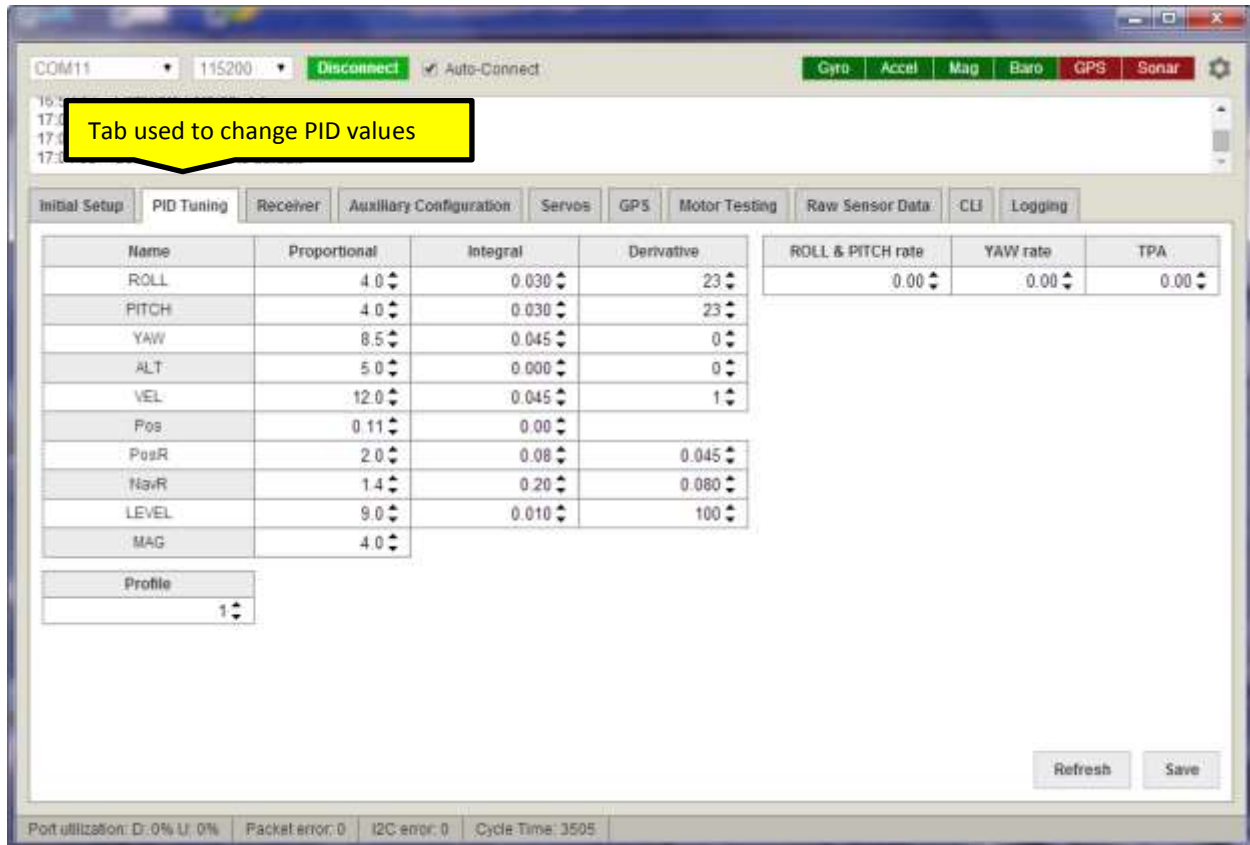 COM11 115200 Disconnect Auto-Connect Gyro Accel Mag Baro GPS Sonar
Tab used to change PID values
Initial Setup PID Tuning Receiver Auxiliary Configuration Servos GPS Motor Testing Raw Sensor Data CLI Logging
Name Proportional Integral Derivative ROLL & PITCH rate YAW rate TPA
ROLL 4.0 0.030 23 0.00 0.00 0.00
PITCH 4.0 0.030 23
YAW 8.5 0.045 0
ALT 5.0 0.000 0
VEL 12.0 0.045 1
Pos 0.11 0.00
PosR 2.0 0.08 0.045
NavR 1.4 0.20 0.080
LEVEL 9.0 0.010 100
MAG 4.0
Profile
1
Refresh Save
Port utilization: D: 0% U: 0% Packet error: 0 I2C error: 0 Cycle Time: 3505